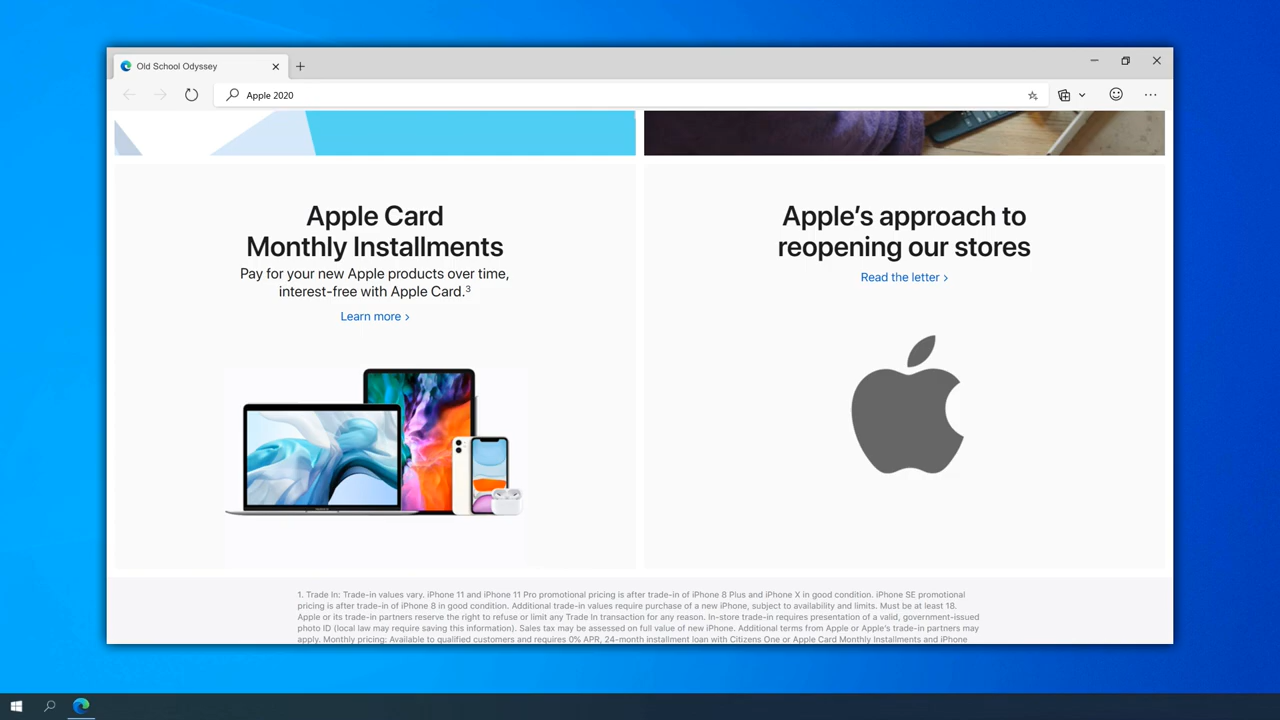 Old School Odyssey
Apple 2020
Apple Card
Monthly Installments
Pay for your new Apple products over time,
interest-free with Apple Card.3
Learn more >
Apple’s approach to
reopening our stores
Read the letter >
1. Trade In: Trade-in values vary. iPhone 11 and iPhone 11 Pro promotional pricing is after trade-in of iPhone 8 Plus and iPhone X in good condition. iPhone SE promotional
pricing is after trade-in of iPhone 8 in good condition. Additional trade-in values require purchase of a new iPhone, subject to availability and limits. Must be at least 18.
Apple or its trade-in partners reserve the right to refuse or limit any Trade In transaction for any reason. In-store trade-in requires presentation of a valid, government-issued
photo ID (local law may require saving this information). Sales tax may be assessed on full value of new iPhone. Additional terms from Apple or Apple’s trade-in partners may
apply. Monthly pricing: Available to qualified customers and requires 0% APR, 24-month installment loan with Citizens One or Apple Card Monthly Installments and iPhone